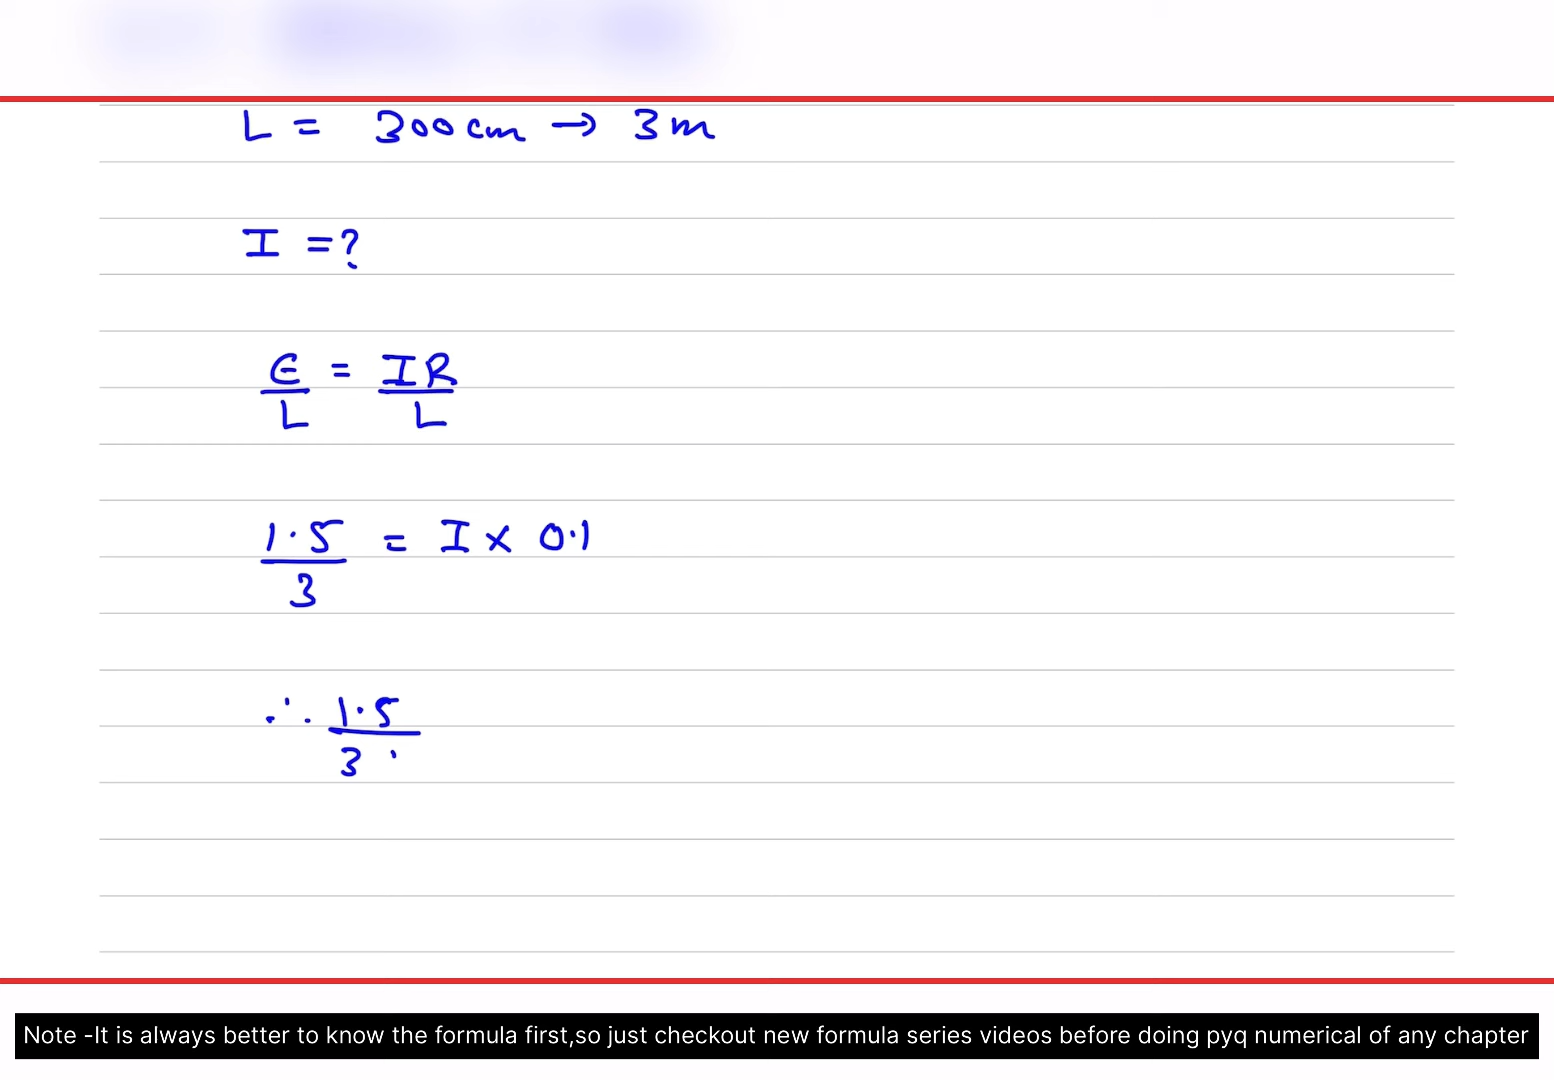 L = 300 cm → 3 m
I = ?
E/L = IR/L
1.5/3 = I × 0.1
∴ 1.5/3 .
Note -It is always better to know the formula first,so just checkout new formula series videos before doing pyq numerical of any chapter